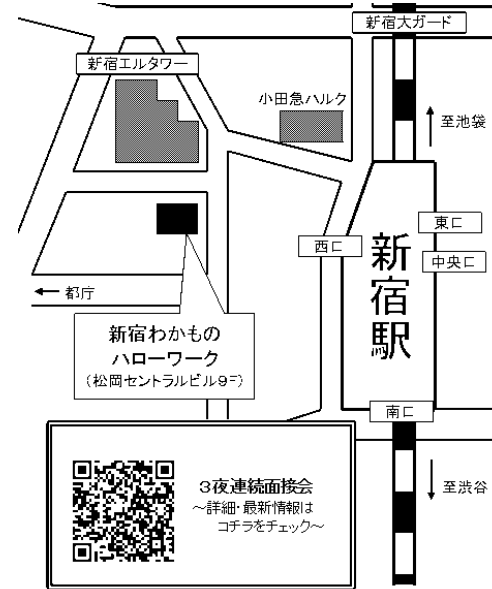 新宿大ガード
新宿エルタワー
小田急ハルク
至池袋
東口
西口
中央口
新宿駅
都庁
新宿わかもの
ハローワーク
(松岡セントラルビル9F)
南口
3夜連続面接会
～詳細・最新情報は
コチラをチェック～
至渋谷